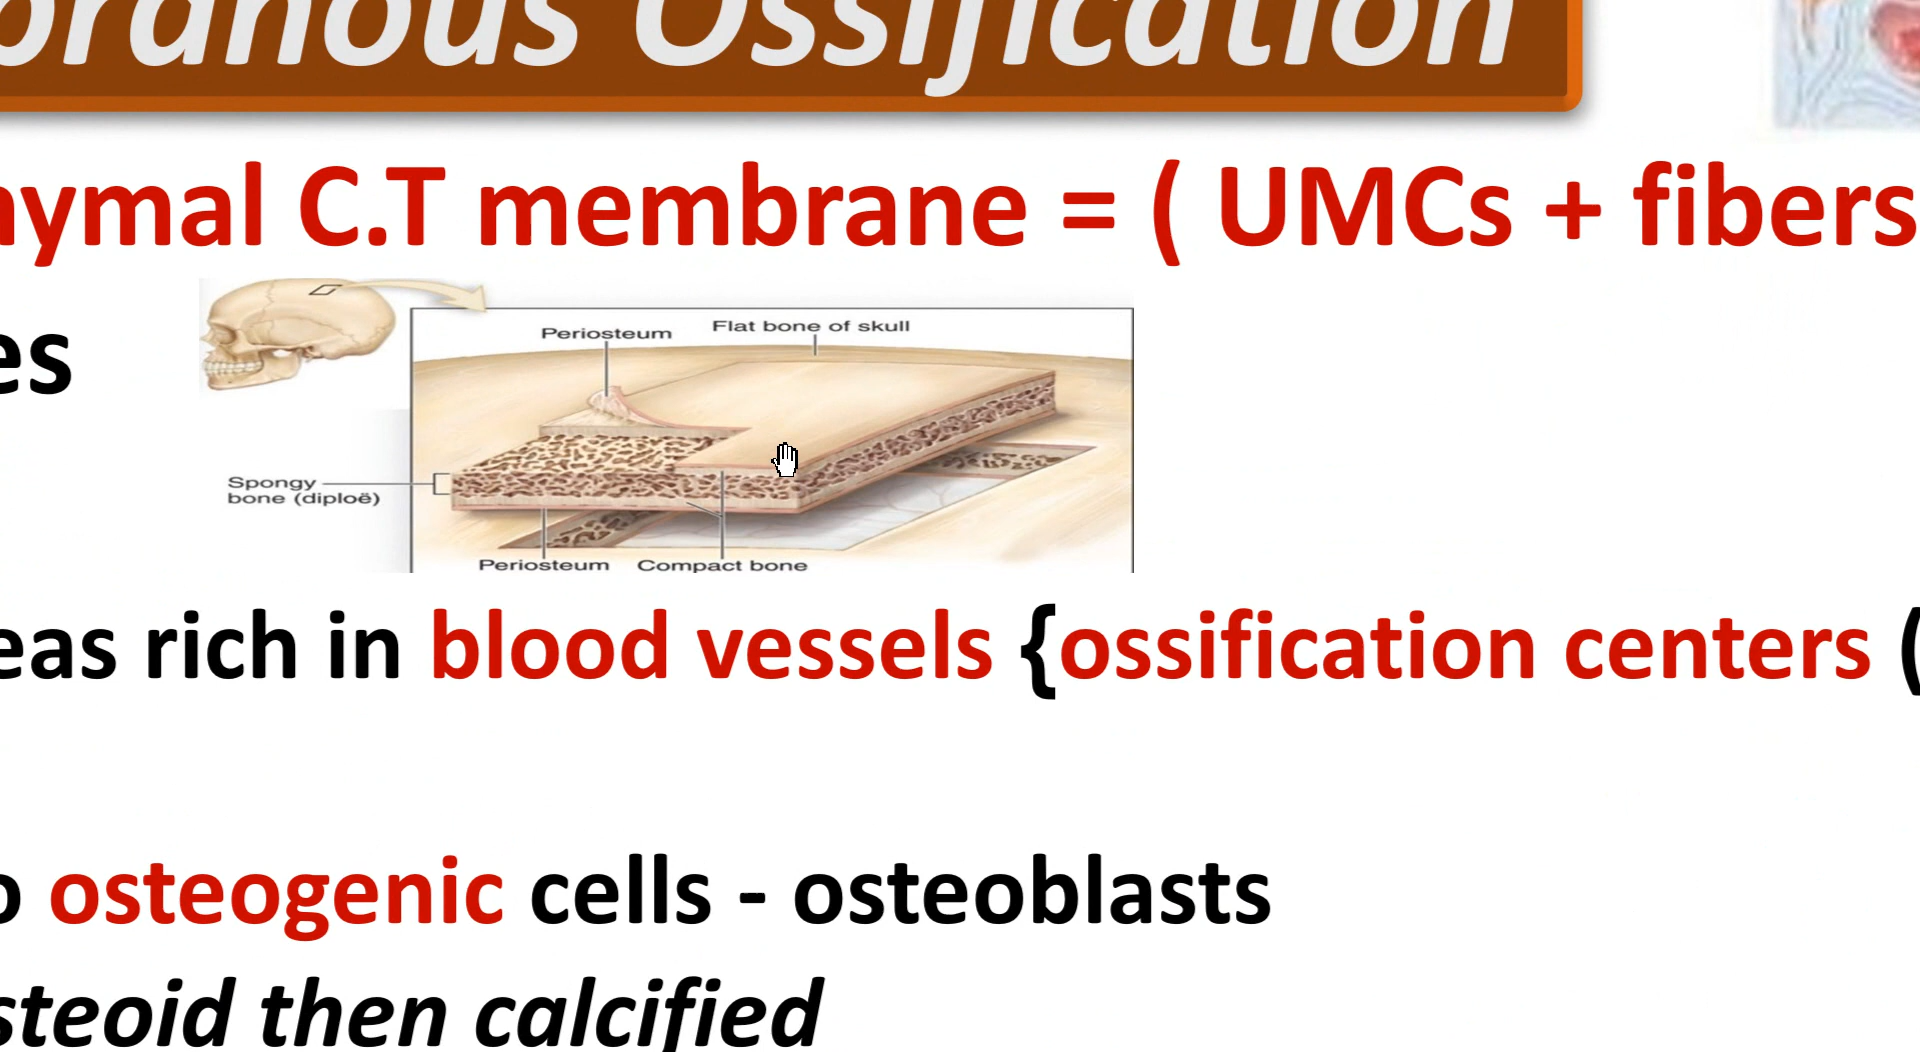 oranous Ossification
hymal C.T membrane = ( UMCs + fibers
es
Periosteum
Flat bone of skull
Spongy
bone (diploë)
Periosteum
Compact bone
eas rich in blood vessels {ossification centers (
o osteogenic cells - osteoblasts
steoid then calcified